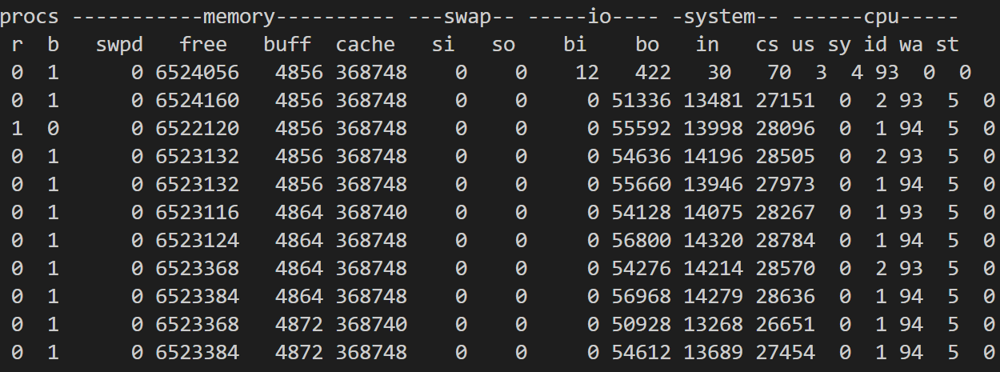 procs -----------memory---------- ---swap-- -----io---- -system-- ------cpu-----
 r  b   swpd   free   buff  cache   si   so    bi    bo   in   cs us sy id wa st
 0  1      0 6524056   4856 368748    0    0    12   422   30   70  3  4 93  0  0
 0  1      0 6524160   4856 368748    0    0     0 51336 13481 27151  0  2 93  5  0
 1  0      0 6522120   4856 368748    0    0     0 55592 13998 28096  0  1 94  5  0
 0  1      0 6523132   4856 368748    0    0     0 54636 14196 28505  0  2 93  5  0
 0  1      0 6523132   4856 368748    0    0     0 55660 13946 27973  0  1 94  5  0
 0  1      0 6523116   4864 368740    0    0     0 54128 14075 28267  0  1 93  5  0
 0  1      0 6523124   4864 368748    0    0     0 56800 14320 28784  0  1 94  5  0
 0  1      0 6523368   4864 368748    0    0     0 54276 14214 28570  0  2 93  5  0
 0  1      0 6523384   4864 368748    0    0     0 56968 14279 28636  0  1 94  5  0
 0  1      0 6523368   4872 368740    0    0     0 50928 13268 26651  0  1 94  5  0
 0  1      0 6523384   4872 368748    0    0     0 54612 13689 27454  0  1 94  5  0